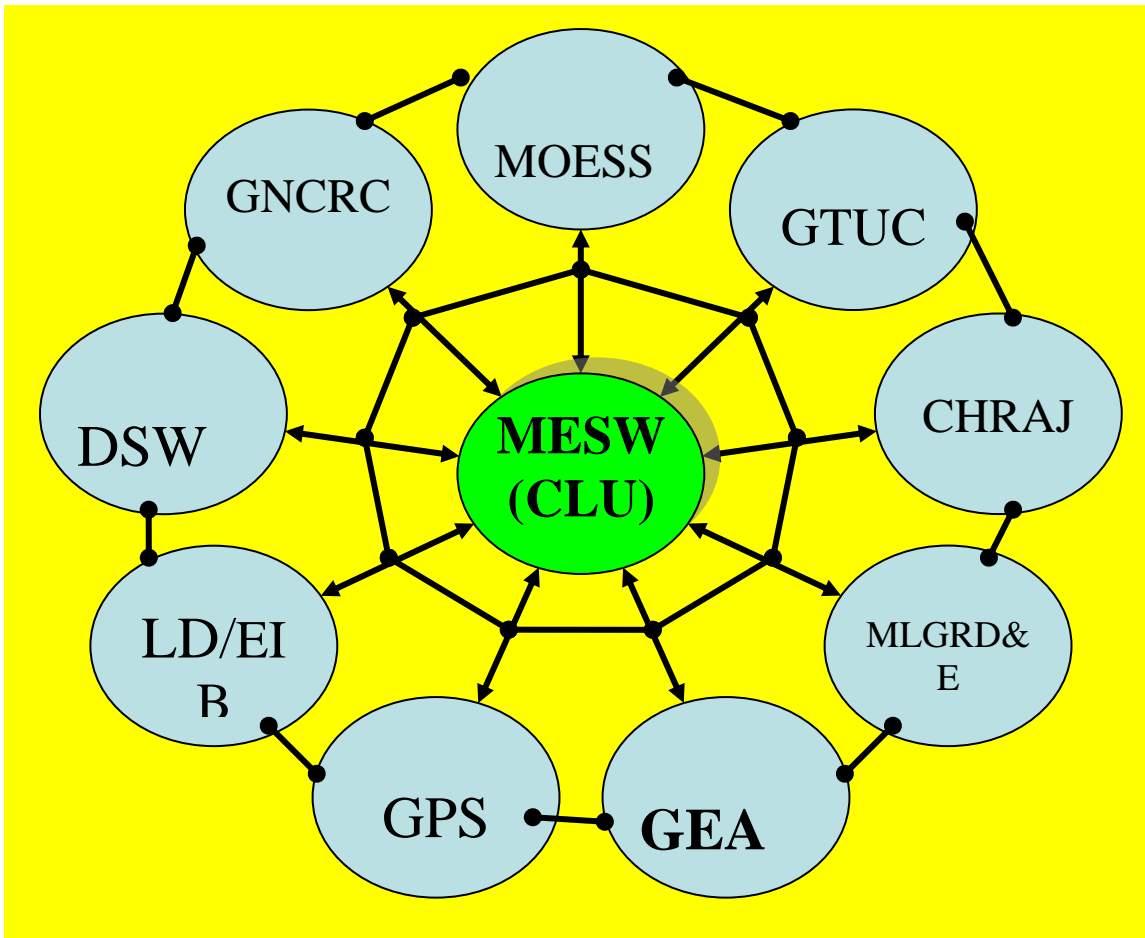 MOESS
GNCRC
GTUC
CHRAJ
MESW
(CLU)
DSW
LD/EI
B
MLGRD&
E
GPS
GEA